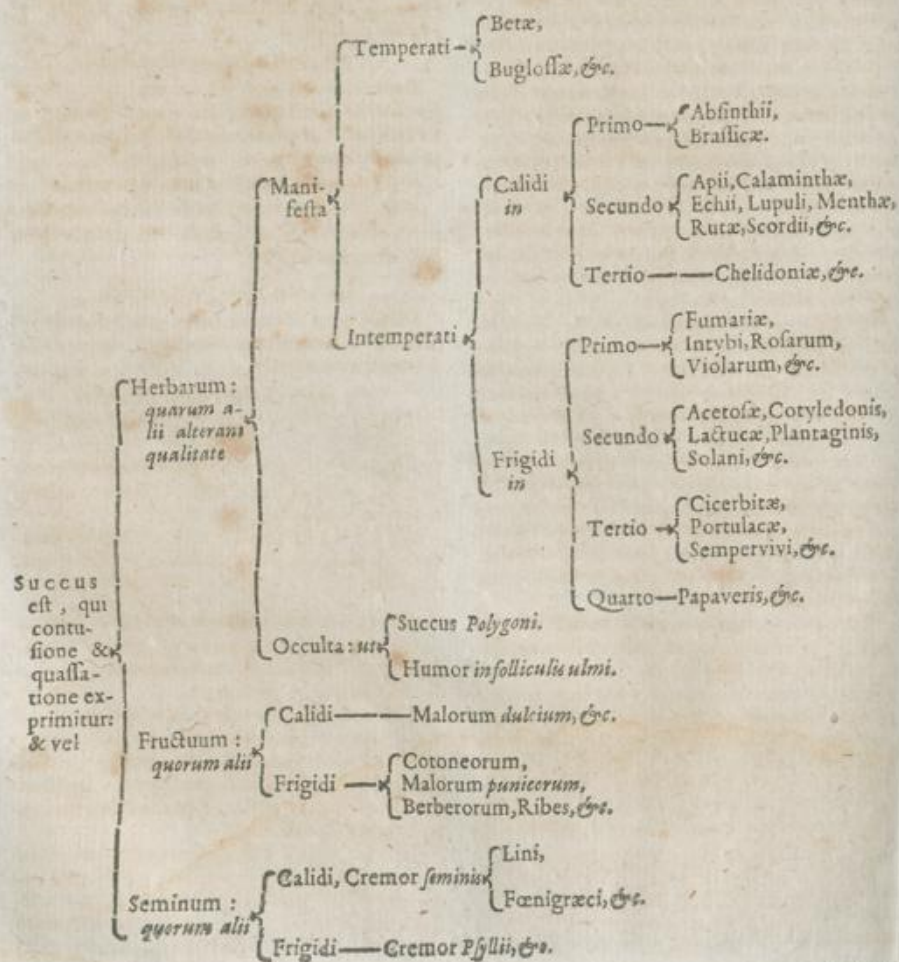 Succus
est, qui
contu-
sione &
quassa-
tione ex-
primitur:
& vel
Herbarum:
quarum a-
lii alterant
qualitate
Mani-
festa
Temperati
Betæ,
Buglossæ, &c.
Intemperati
Calidi
in
Primo
Absinthii,
Brassicæ.
Secundo
Apii, Calaminthæ,
Echii, Lupuli, Menthæ,
Rutæ, Scordii, &c.
Tertio
Chelidoniæ, &c.
Frigidi
in
Primo
Fumariæ,
Intybi, Rosarum,
Violarum, &c.
Secundo
Acetosæ, Cotyledonis,
Lactucæ, Plantaginis,
Solani, &c.
Tertio
Cicerbitæ,
Portulacæ,
Sempervivi, &c.
Quarto
Papaveris, &c.
Occulta: ut
Succus Polygoni.
Humor in folliculis ulmi.
Fructuum:
quorum alii
Calidi
Malorum dulcium, &c.
Frigidi
Cotoneorum,
Malorum punicorum,
Berberorum, Ribes, &c.
Seminum:
quorum alii
Calidi, Cremor seminis
Lini,
Fœnigræci, &c.
Frigidi
Cremor Psyllii, &c.